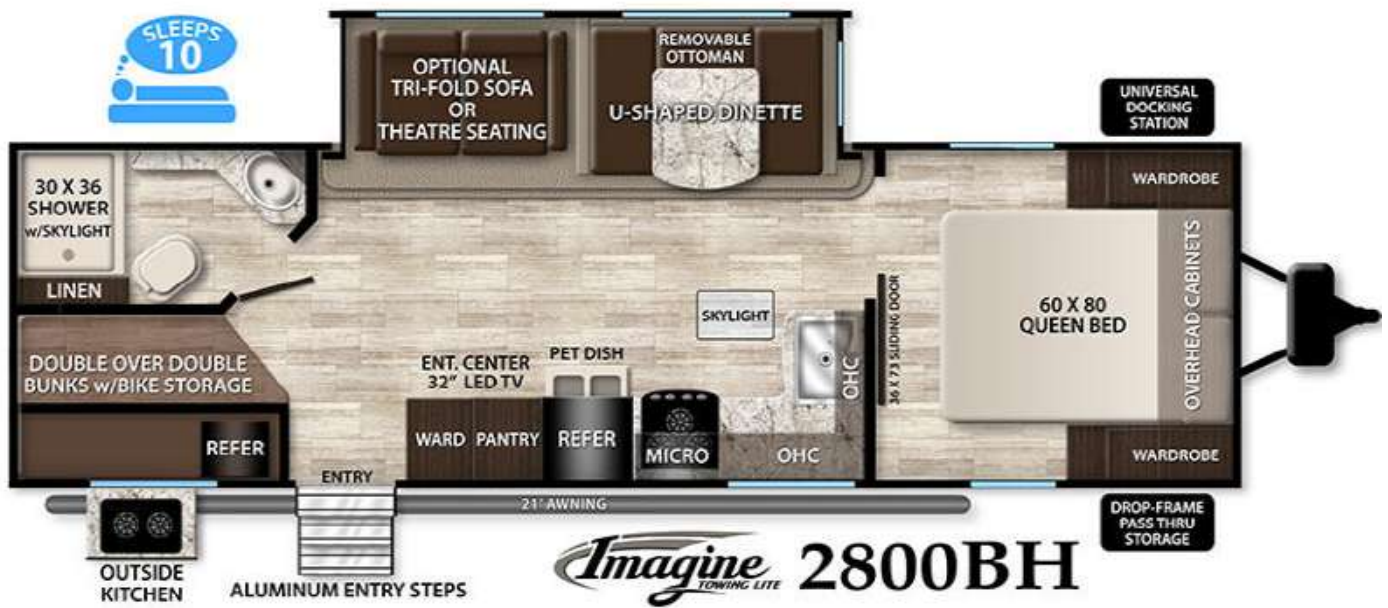 SLEEPS
10
OPTIONAL
TRI-FOLD SOFA
OR
THEATRE SEATING
REMOVABLE
OTTOMAN
U-SHAPED DINETTE
UNIVERSAL
DOCKING
STATION
30 X 36
SHOWER
w/SKYLIGHT
LINEN
WARDROBE
OVERHEAD CABINETS
60 X 80
QUEEN BED
36 X 73 SLIDING DOOR
SKYLIGHT
OHC
DOUBLE OVER DOUBLE
BUNKS w/BIKE STORAGE
ENT. CENTER
32" LED TV
PET DISH
REFER
WARD
PANTRY
REFER
MICRO
OHC
WARDROBE
ENTRY
21' AWNING
DROP-FRAME
PASS THRU
STORAGE
OUTSIDE
KITCHEN
ALUMINUM ENTRY STEPS
Imagine
TOWING LITE
2800BH